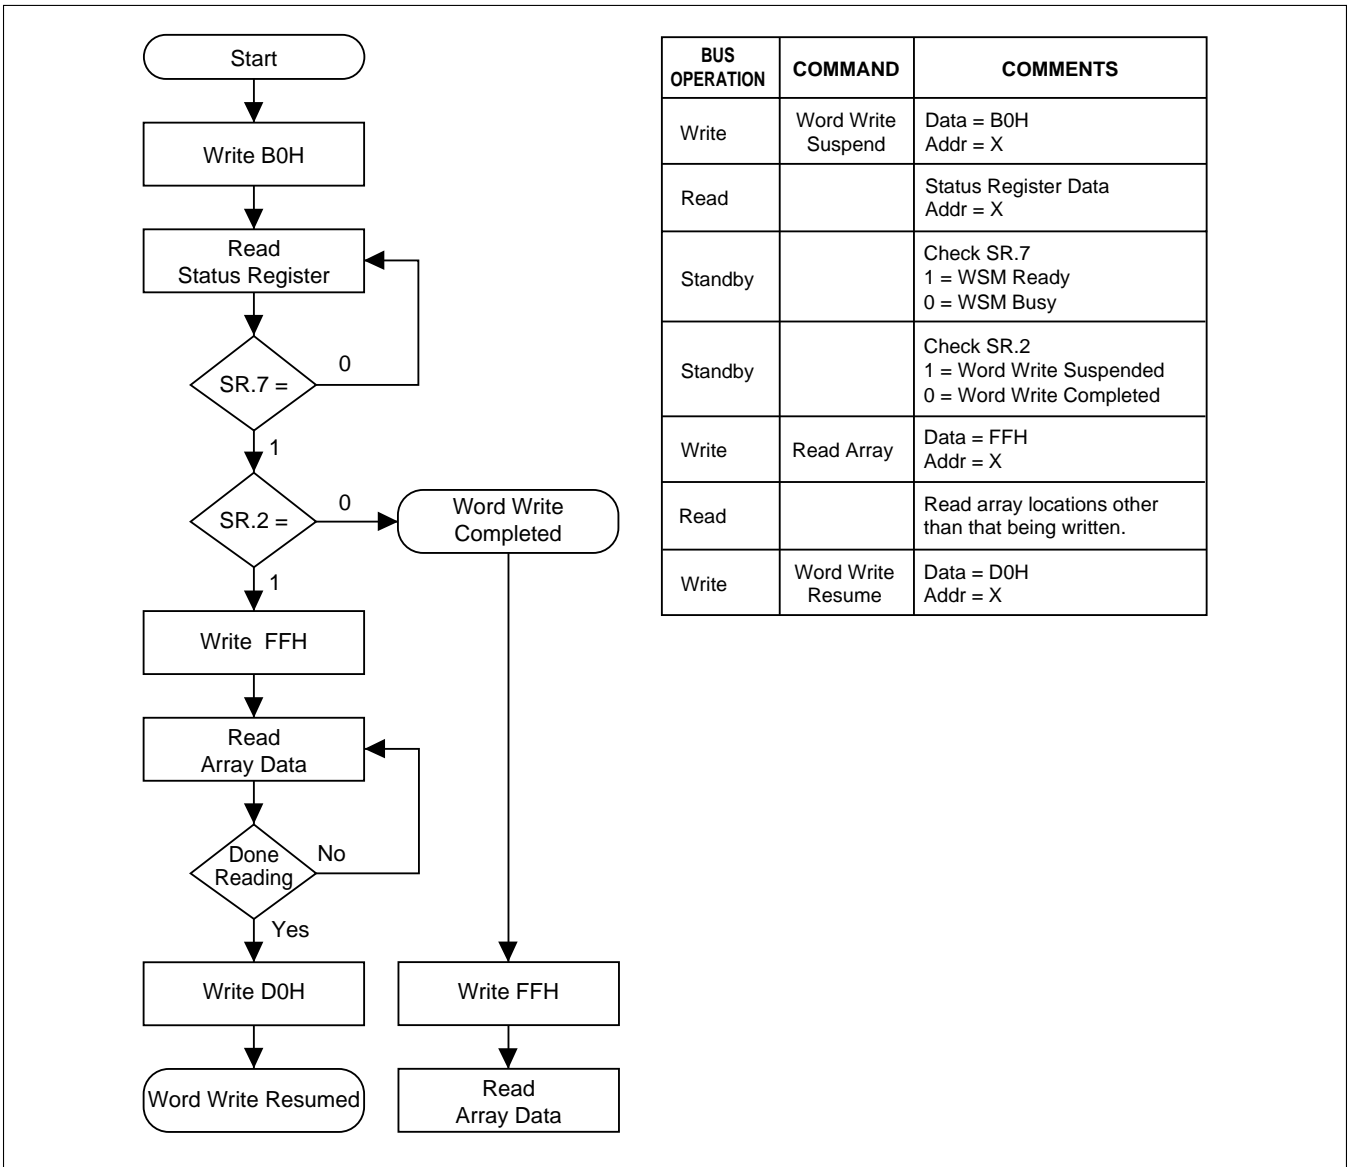 Start
Write B0H
Read
Status Register
SR.7 =
0
1
SR.2 =
0
1
Word Write
Completed
Write FFH
Read
Array Data
Done
Reading
No
Yes
Write D0H
Word Write Resumed
Write FFH
Read
Array Data
BUS
OPERATION
COMMAND
COMMENTS
Write
Word Write
Suspend
Data = B0H
Addr = X
Read
Status Register Data
Addr = X
Standby
Check SR.7
1 = WSM Ready
0 = WSM Busy
Standby
Check SR.2
1 = Word Write Suspended
0 = Word Write Completed
Write
Read Array
Data = FFH
Addr = X
Read
Read array locations other
than that being written.
Write
Word Write
Resume
Data = D0H
Addr = X